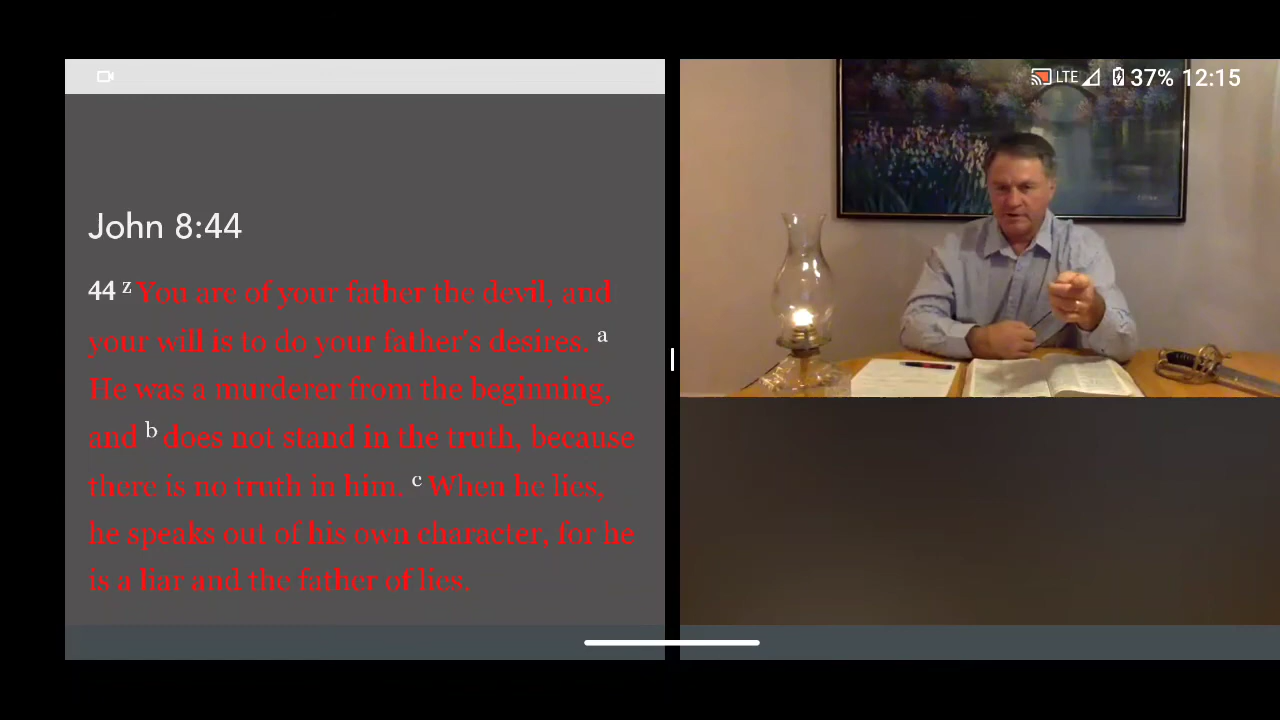 LTE 37% 12:15
John 8:44
44 z You are of your father the devil, and
your will is to do your father's desires. a
He was a murderer from the beginning,
and b does not stand in the truth, because
there is no truth in him. c When he lies,
he speaks out of his own character, for he
is a liar and the father of lies.